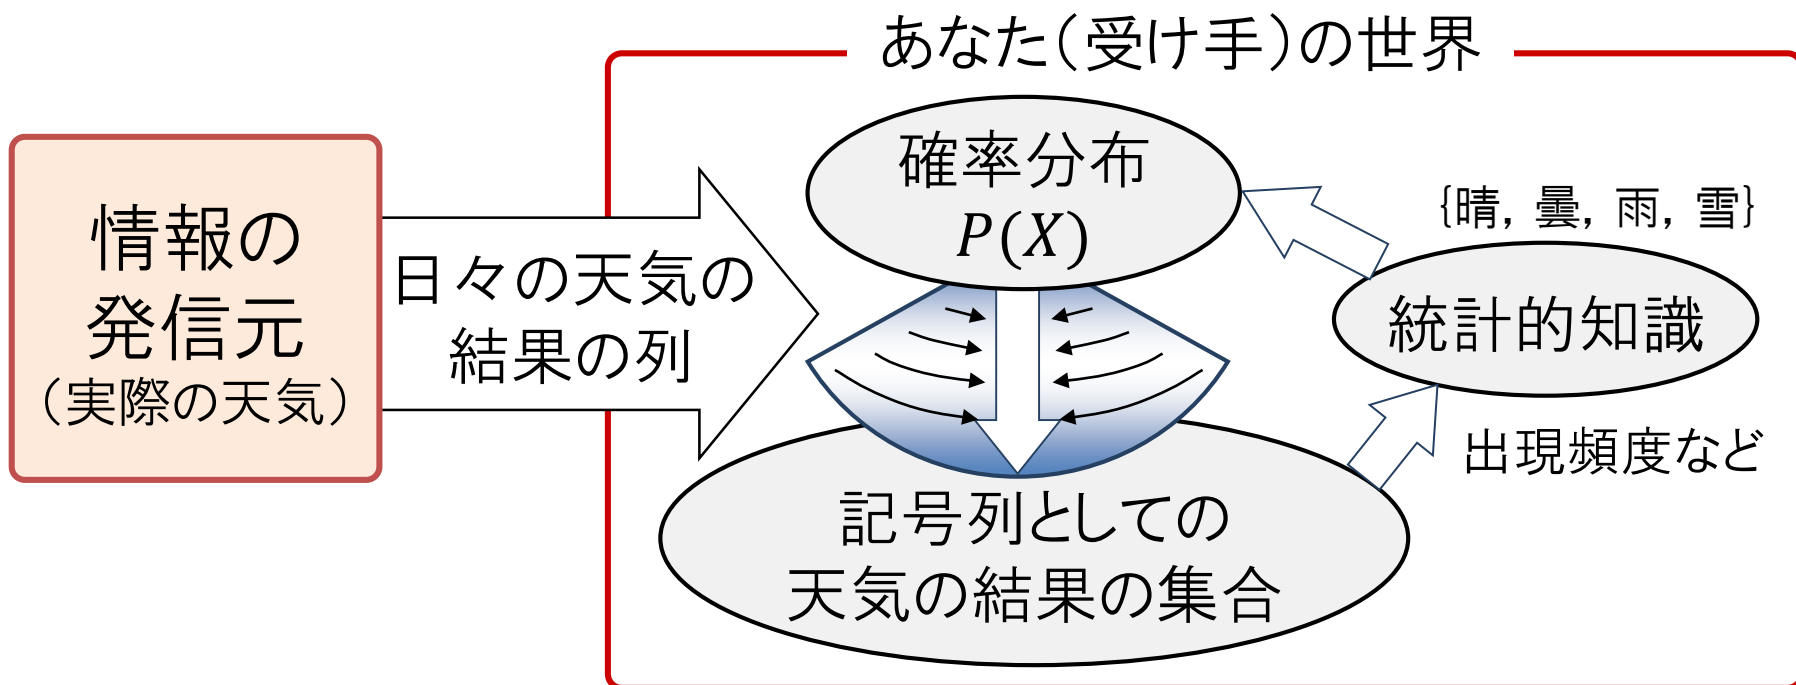 あなた（受け手）の世界
情報の
発信元
（実際の天気）
日々の天気の
結果の列
確率分布
P(X)
{晴，曇，雨，雪}
統計的知識
出現頻度など
記号列としての
天気の結果の集合